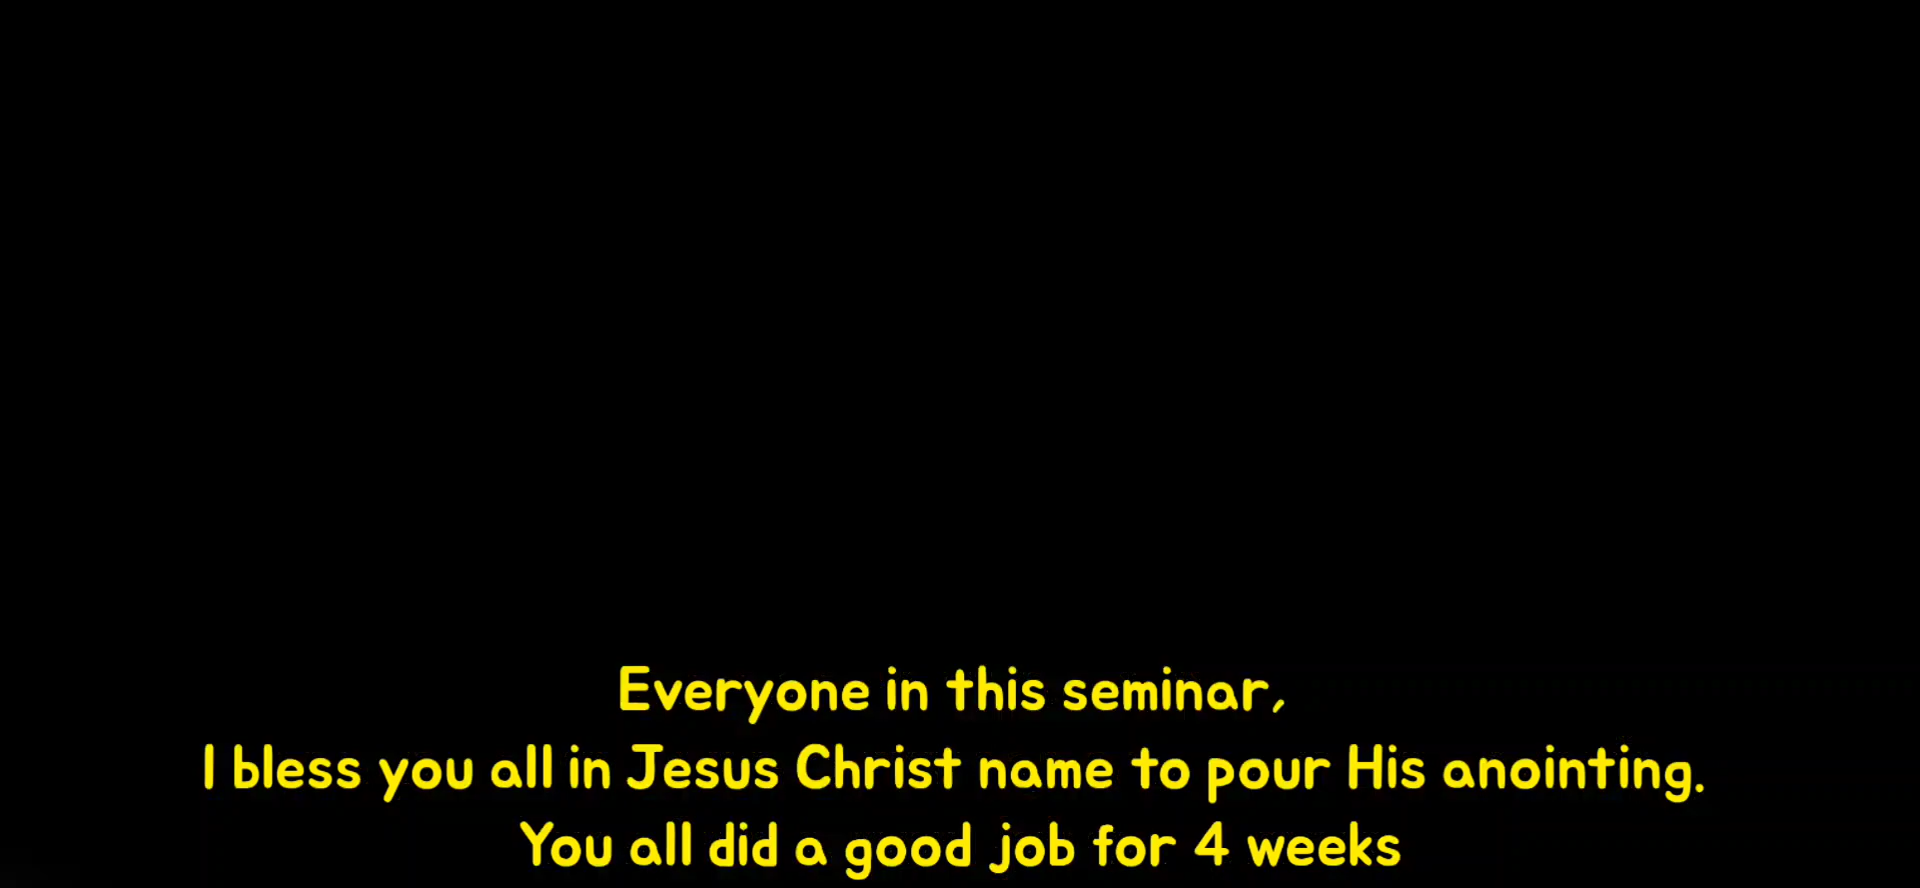 Everyone in this seminar,
I bless you all in Jesus Christ name to pour His anointing.
You all did a good job for 4 weeks